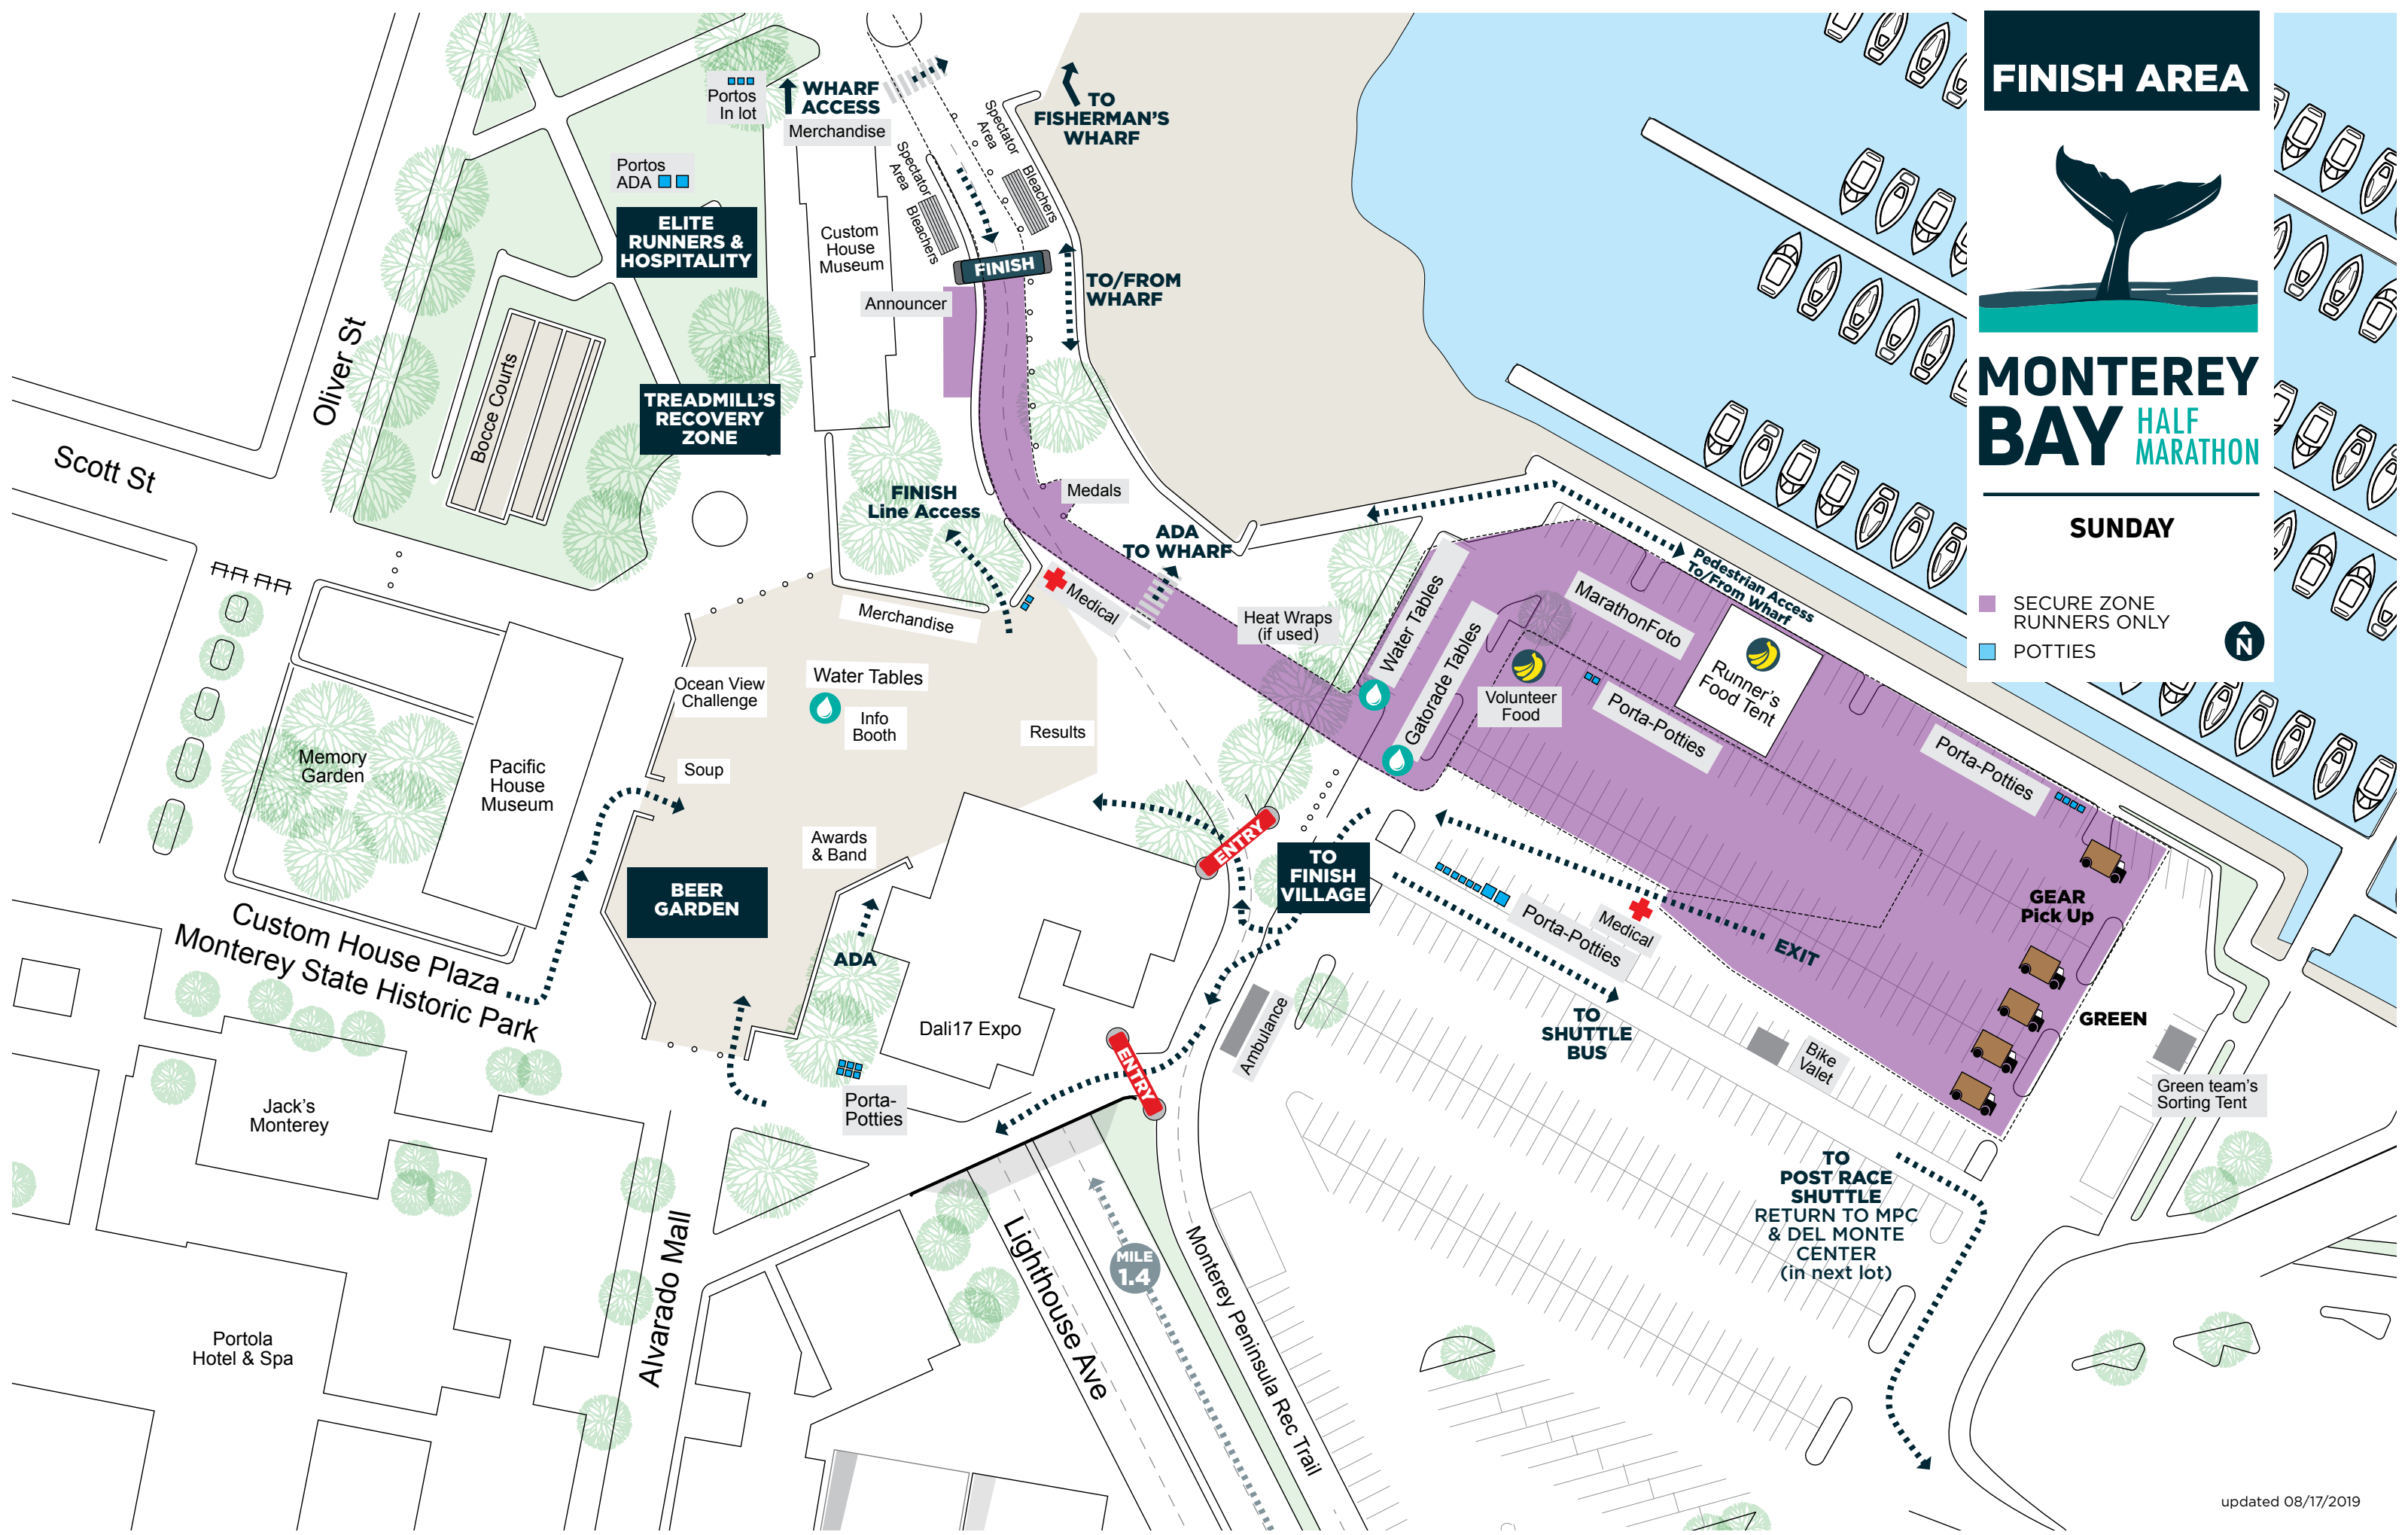 FINISH AREA
MONTEREY
BAY
HALF
MARATHON
SUNDAY
SECURE ZONE
RUNNERS ONLY
POTTIES
N
Portos
In lot
WHARF
ACCESS
Merchandise
TO
FISHERMAN'S
WHARF
Spectator
Area
Bleachers
Spectator
Area
Bleachers
Portos
ADA
ELITE
RUNNERS &
HOSPITALITY
Custom
House
Museum
FINISH
Announcer
TO/FROM
WHARF
Oliver St
Bocce Courts
TREADMILL'S
RECOVERY
ZONE
Scott St
FINISH
Line Access
Medals
ADA
TO WHARF
Pedestrian Access
To/From Wharf
Medical
Merchandise
Heat Wraps
(if used)
Water Tables
Gatorade Tables
MarathonFoto
Runner's
Food Tent
Volunteer
Food
Porta-Potties
Porta-Potties
Ocean View
Challenge
Water Tables
Info
Booth
Results
Soup
Memory
Garden
Pacific
House
Museum
Awards
& Band
ENTRY
TO
FINISH
VILLAGE
BEER
GARDEN
ADA
Porta-Potties
Medical
EXIT
GEAR
Pick Up
GREEN
Custom House Plaza
Monterey State Historic Park
Dali17 Expo
Ambulance
TO
SHUTTLE
BUS
Bike
Valet
Green team's
Sorting Tent
ENTRY
Porta-
Potties
Jack's
Monterey
TO
POST RACE
SHUTTLE
RETURN TO MPC
& DEL MONTE
CENTER
(in next lot)
Alvarado Mall
Lighthouse Ave
MILE
1.4
Monterey Peninsula Rec Trail
Portola
Hotel & Spa
updated 08/17/2019